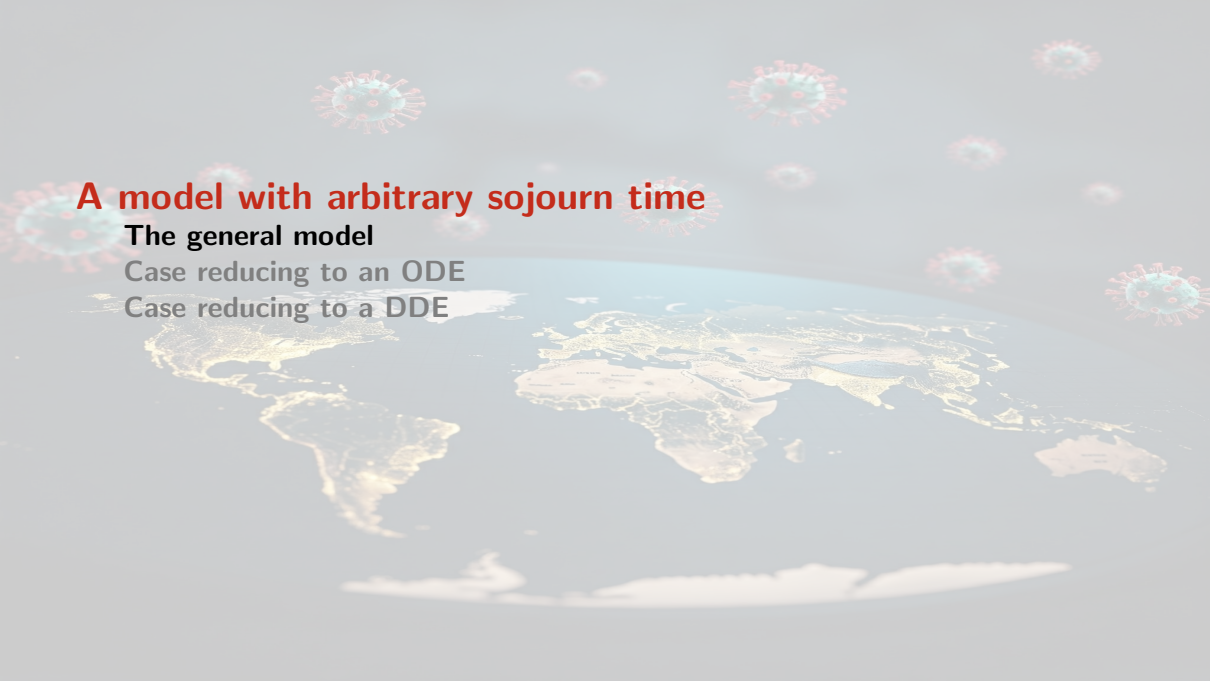 A model with arbitrary sojourn time
The general model
Case reducing to an ODE
Case reducing to a DDE